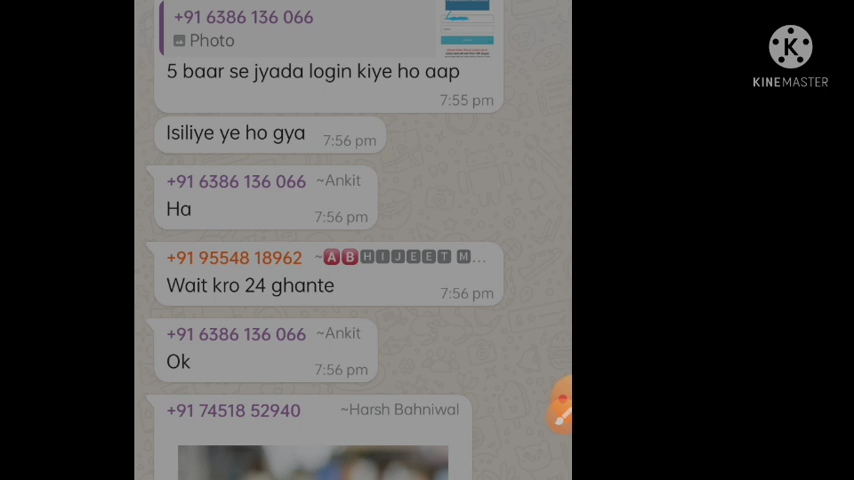 +91 6386 136 066
Photo
5 baar se jyada login kiye ho aap
7:55 pm
Isiliye ye ho gya
7:56 pm
+91 6386 136 066 ~Ankit
Ha
7:56 pm
+91 95548 18962 ~🅰🅱🅷🅸🅹🅴🅴🆃 🅼...
Wait kro 24 ghante
7:56 pm
+91 6386 136 066 ~Ankit
Ok
7:56 pm
+91 74518 52940 ~Harsh Bahniwal
K
KINEMASTER